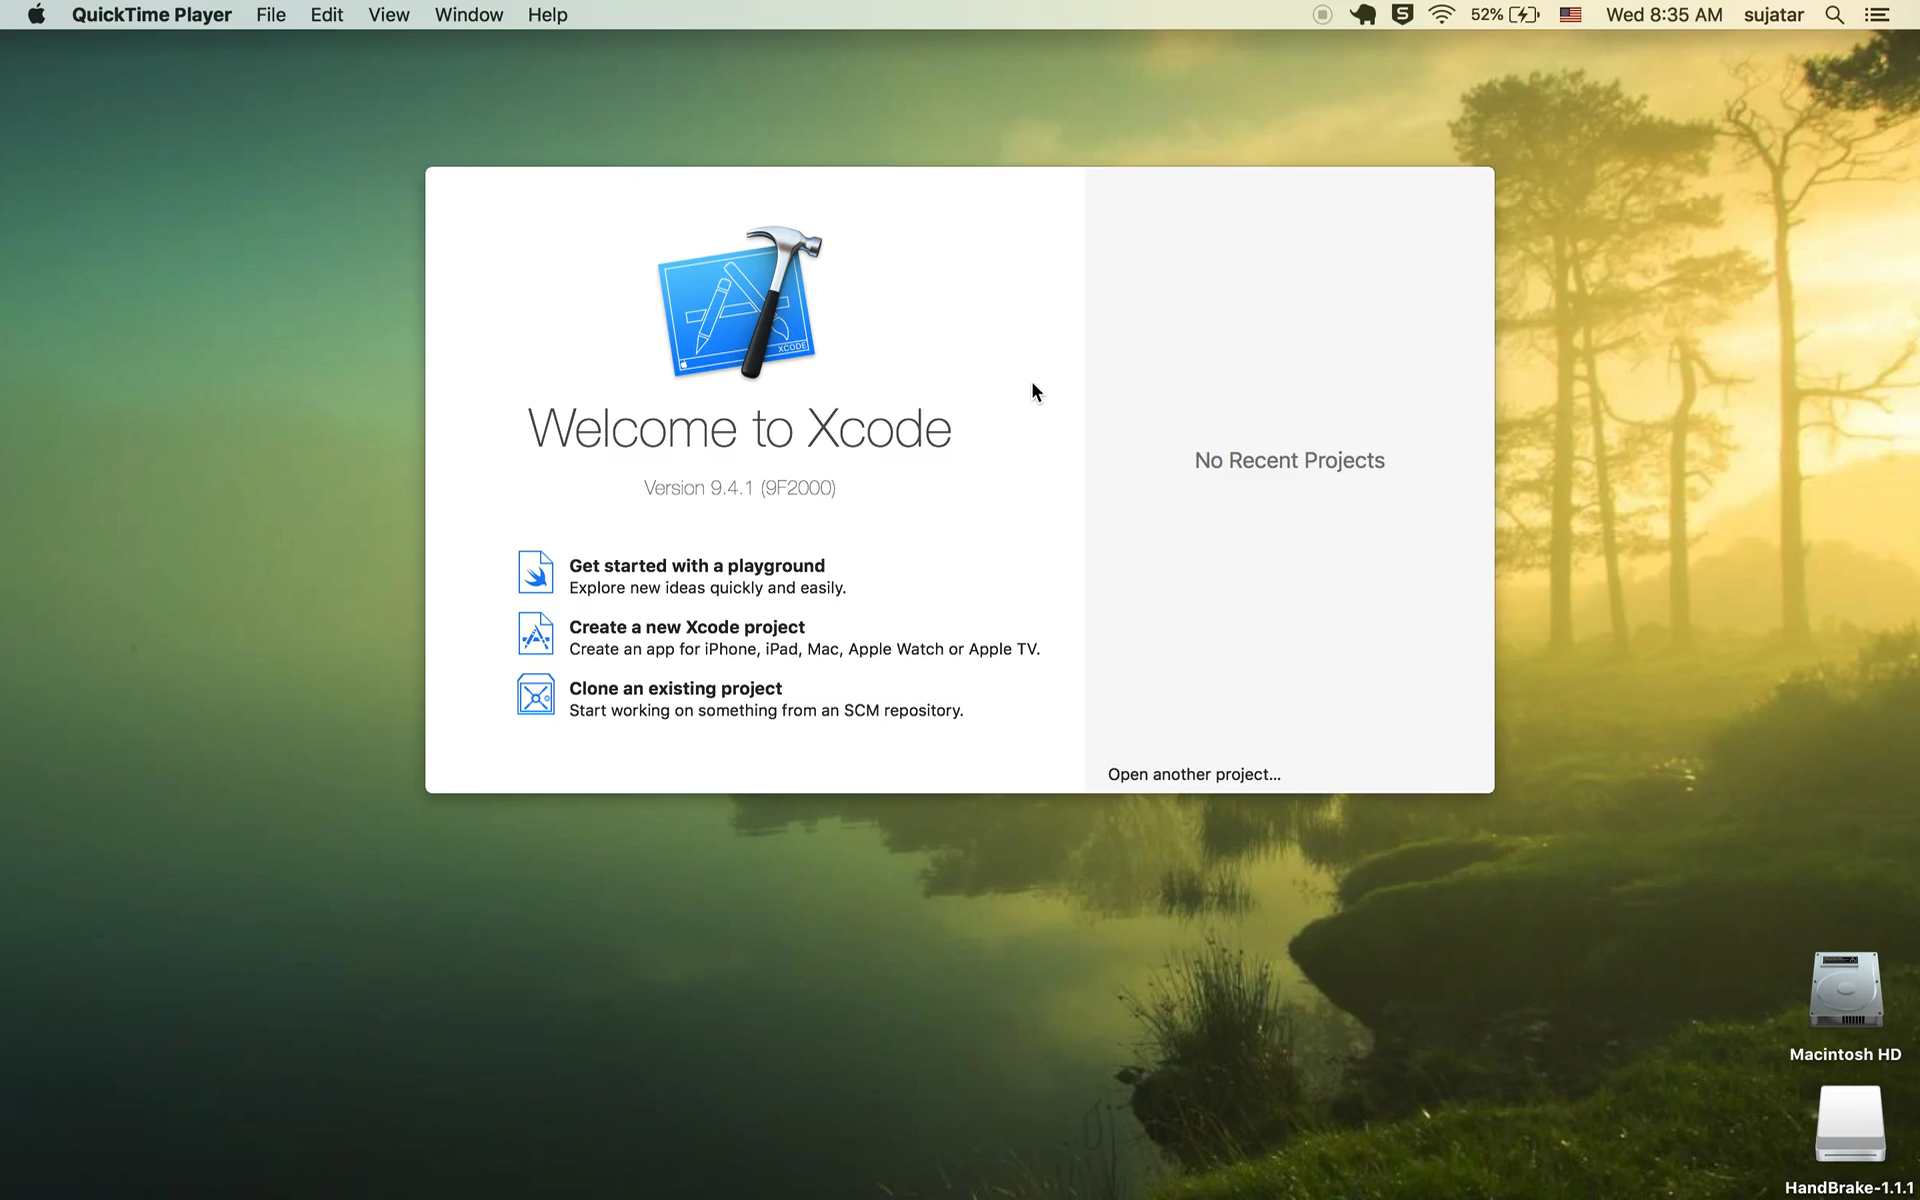 QuickTime Player File Edit View Window Help 52% Wed 8:35 AM sujatar
XCODE
Welcome to Xcode
Version 9.4.1 (9F2000)
Get started with a playground
Explore new ideas quickly and easily.
Create a new Xcode project
Create an app for iPhone, iPad, Mac, Apple Watch or Apple TV.
Clone an existing project
Start working on something from an SCM repository.
No Recent Projects
Open another project...
Macintosh HD
HandBrake-1.1.1